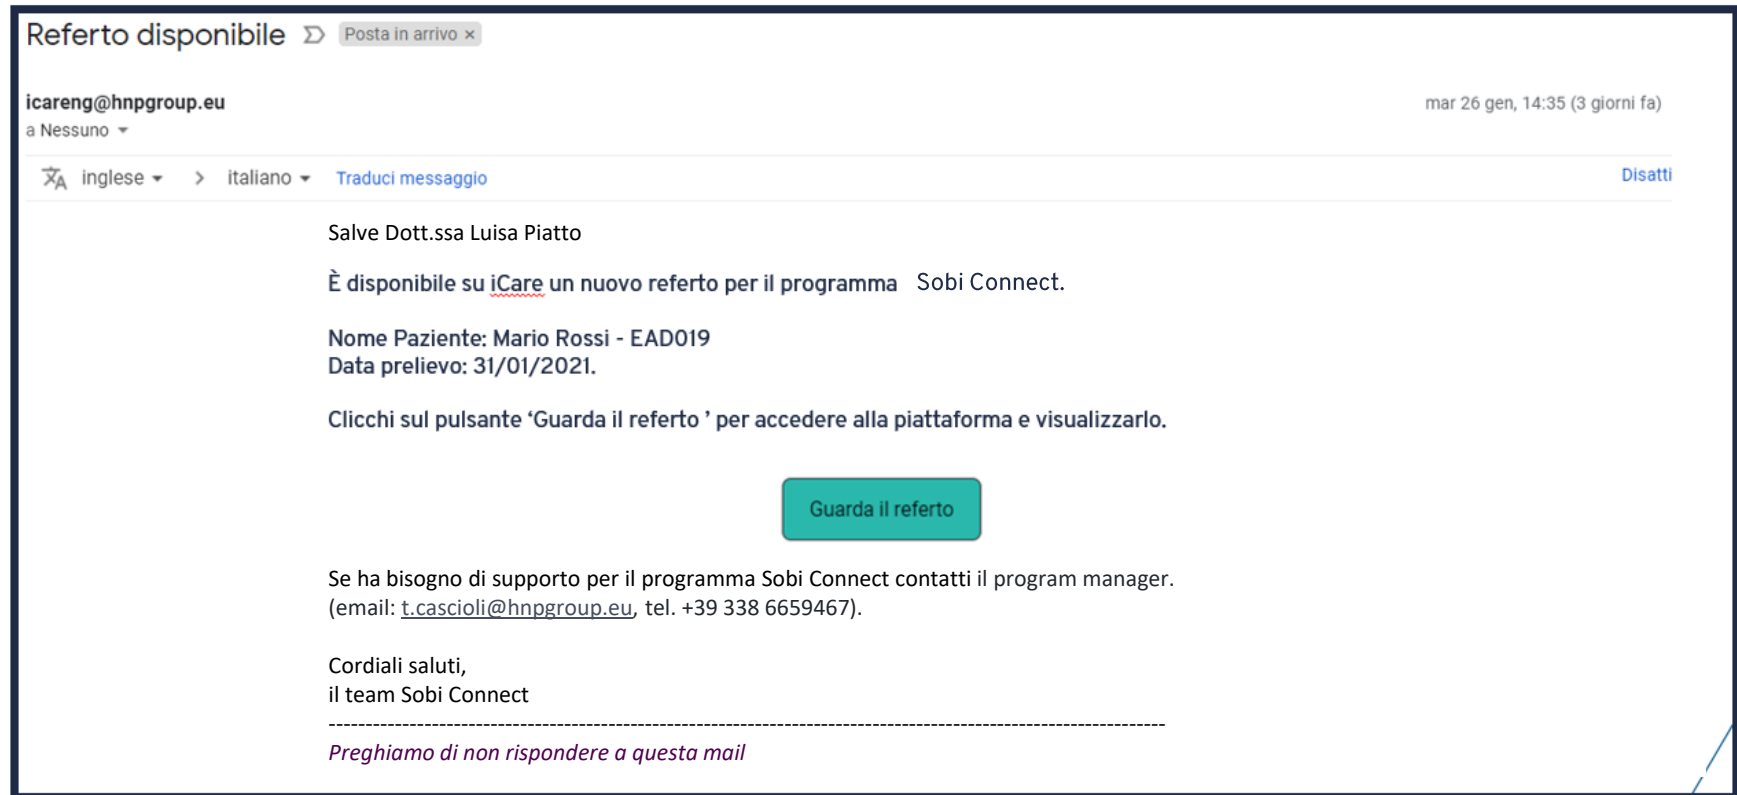 Referto disponibile Posta in arrivo ×
icareng@hnpgroup.eu mar 26 gen, 14:35 (3 giorni fa)
a Nessuno
inglese > italiano Traduci messaggio Disatti
Salve Dott.ssa Luisa Piatto
È disponibile su iCare un nuovo referto per il programma Sobi Connect.
Nome Paziente: Mario Rossi - EAD019
Data prelievo: 31/01/2021.
Clicchi sul pulsante ‘Guarda il referto ’ per accedere alla piattaforma e visualizzarlo.
Guarda il referto
Se ha bisogno di supporto per il programma Sobi Connect contatti il program manager.
(email: t.cascioli@hnpgroup.eu, tel. +39 338 6659467).
Cordiali saluti,
il team Sobi Connect
--------------------------------------------------------------------------------------------------------------------
Preghiamo di non rispondere a questa mail